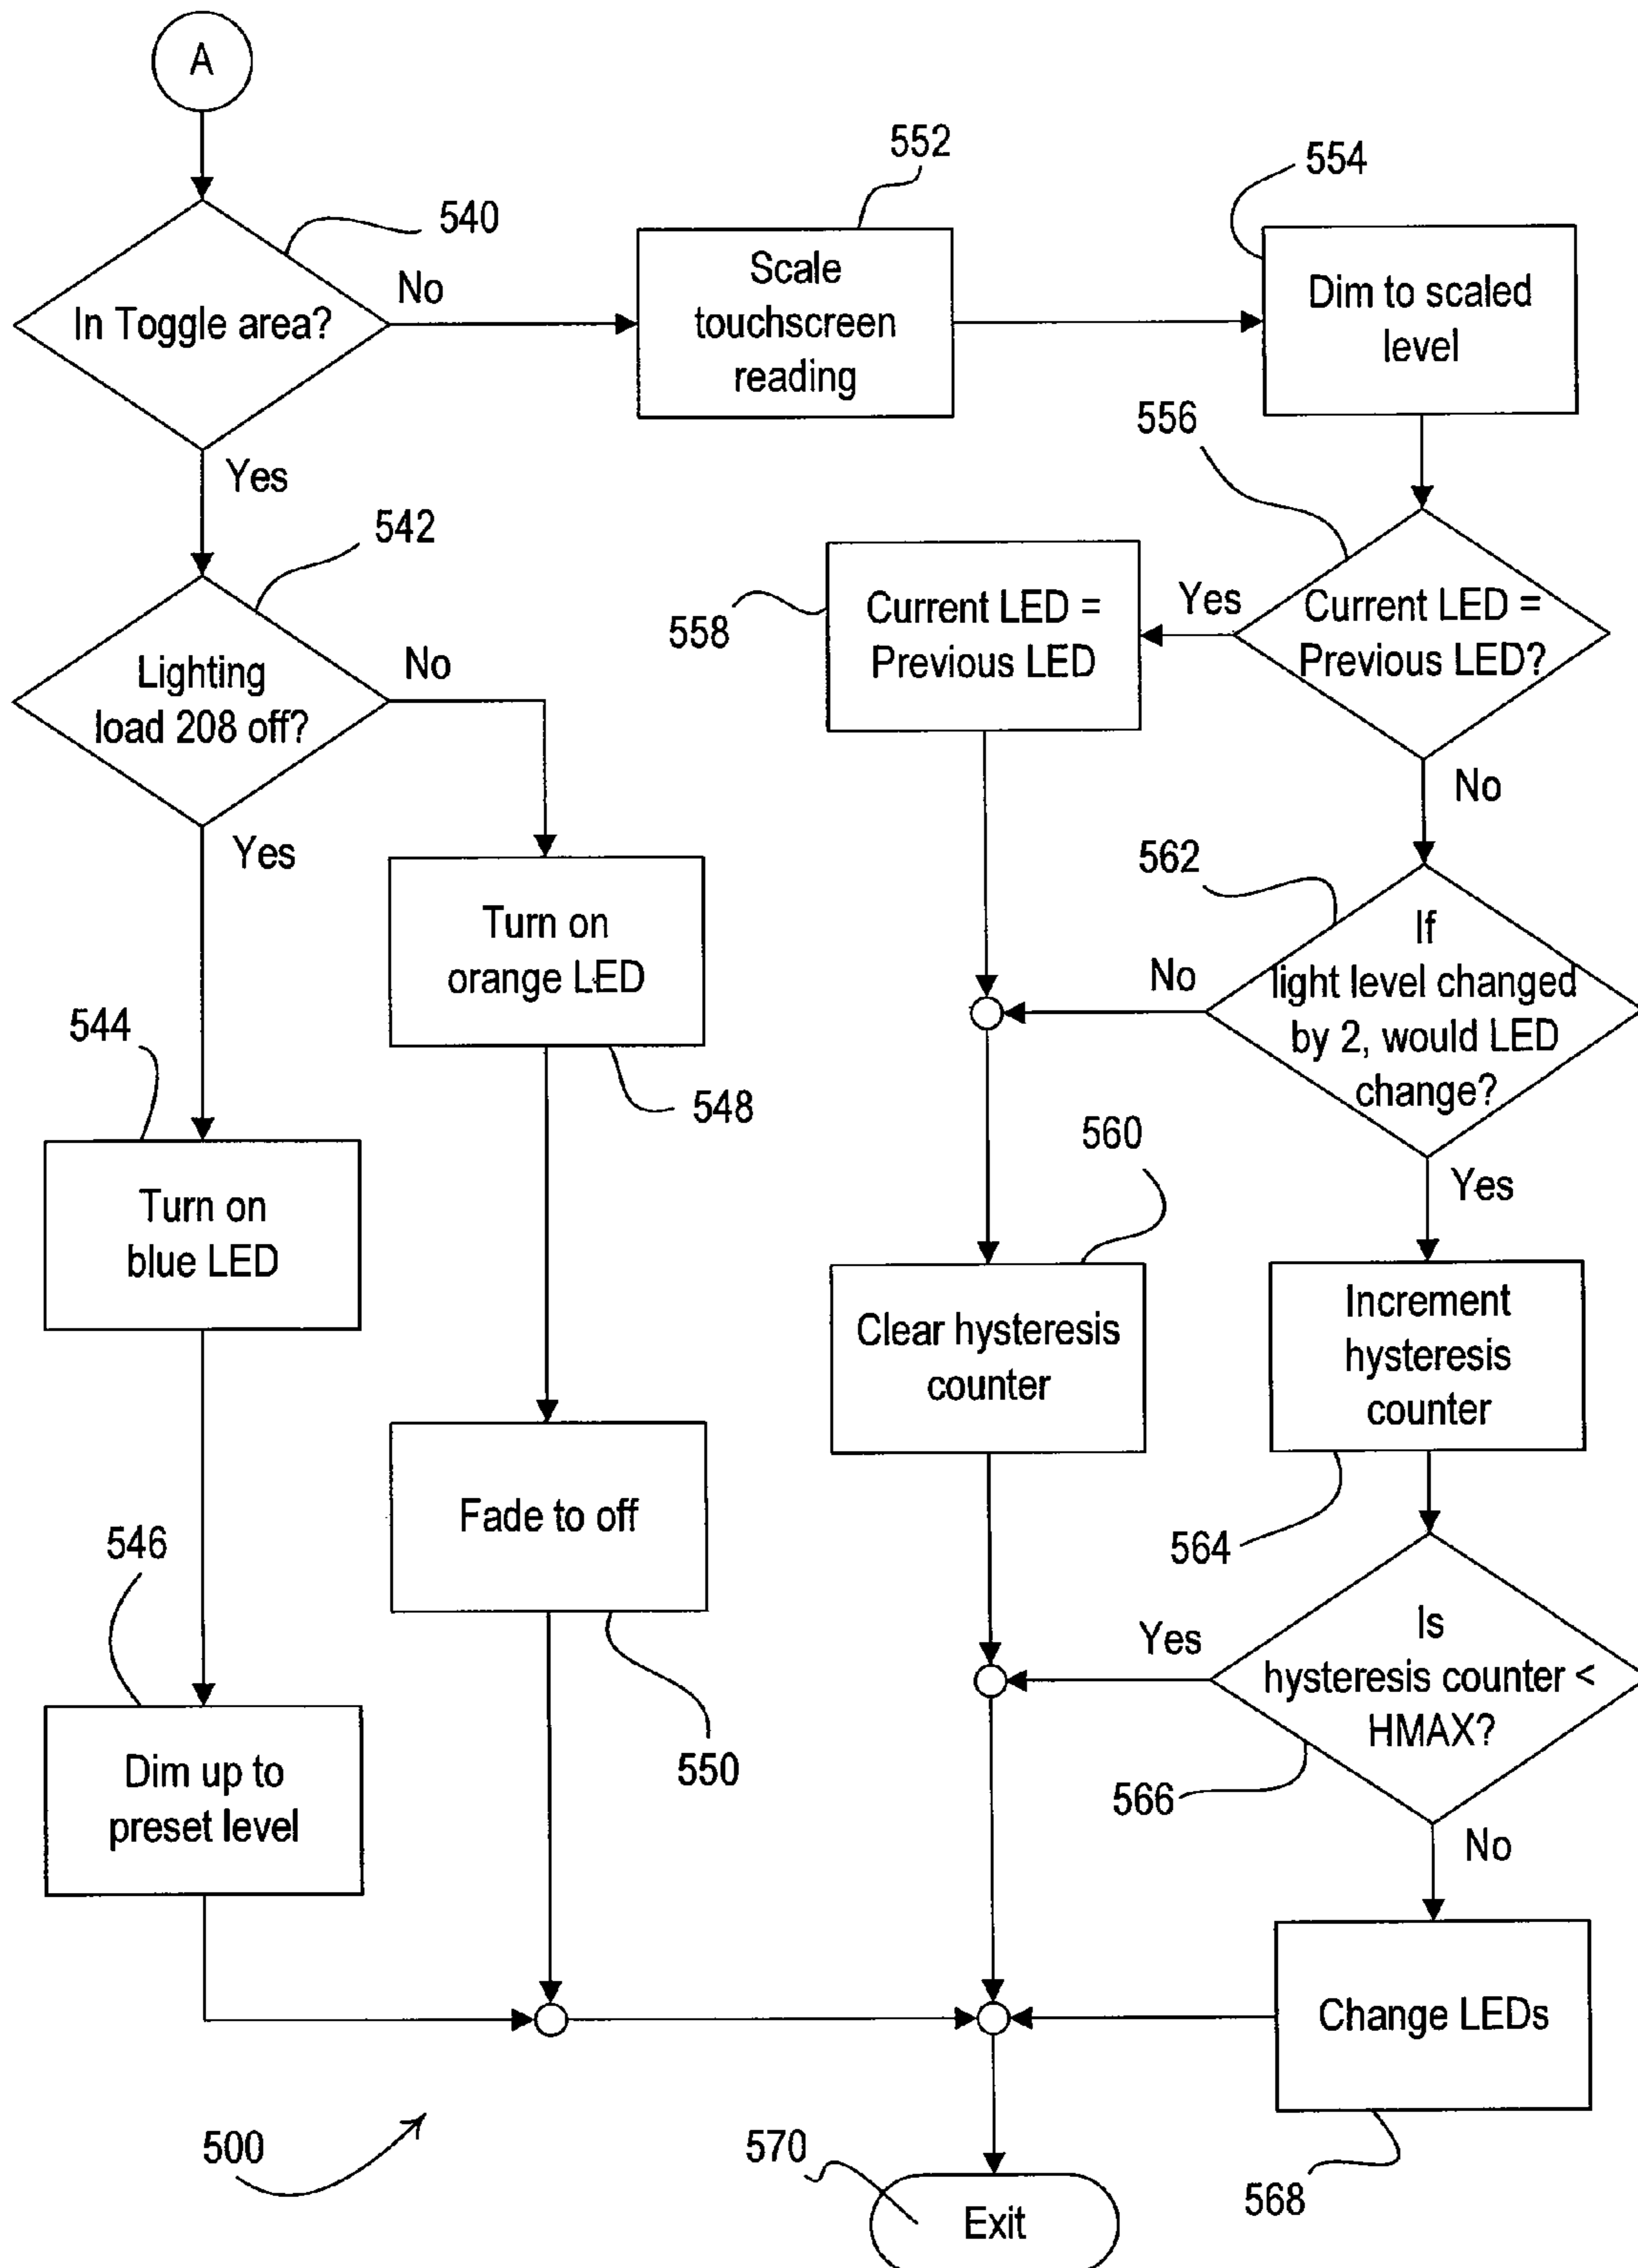 A
552
554
540
No
Scale
touchscreen
reading
Dim to scaled
level
In Toggle area?
556
Yes
542
558
Current LED =
Previous LED
Yes
Current LED =
Previous LED?
Lighting
load 208 off?
No
No
Yes
562
Turn on
orange LED
If
light level changed
by 2, would LED
change?
No
544
548
560
Yes
Turn on
blue LED
Clear hysteresis
counter
Increment
hysteresis
counter
Fade to off
546
564
Is
hysteresis counter <
HMAX?
Yes
Dim up to
preset level
550
566
No
Change LEDs
500
570
568
Exit